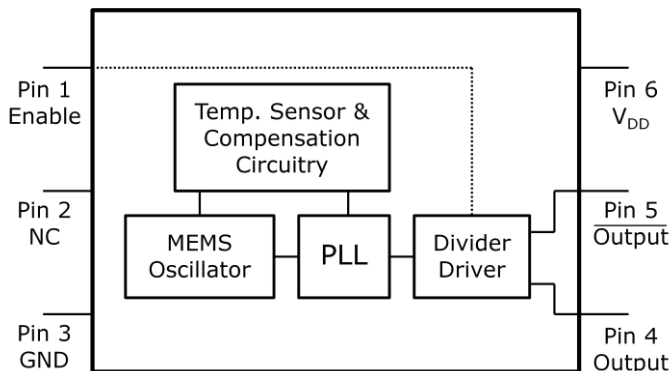 Pin 1
Enable
Pin 2
NC
Pin 3
GND
Temp. Sensor &
Compensation
Circuitry
MEMS
Oscillator
PLL
Divider
Driver
Pin 6
VDD
Pin 5
Output
Pin 4
Output